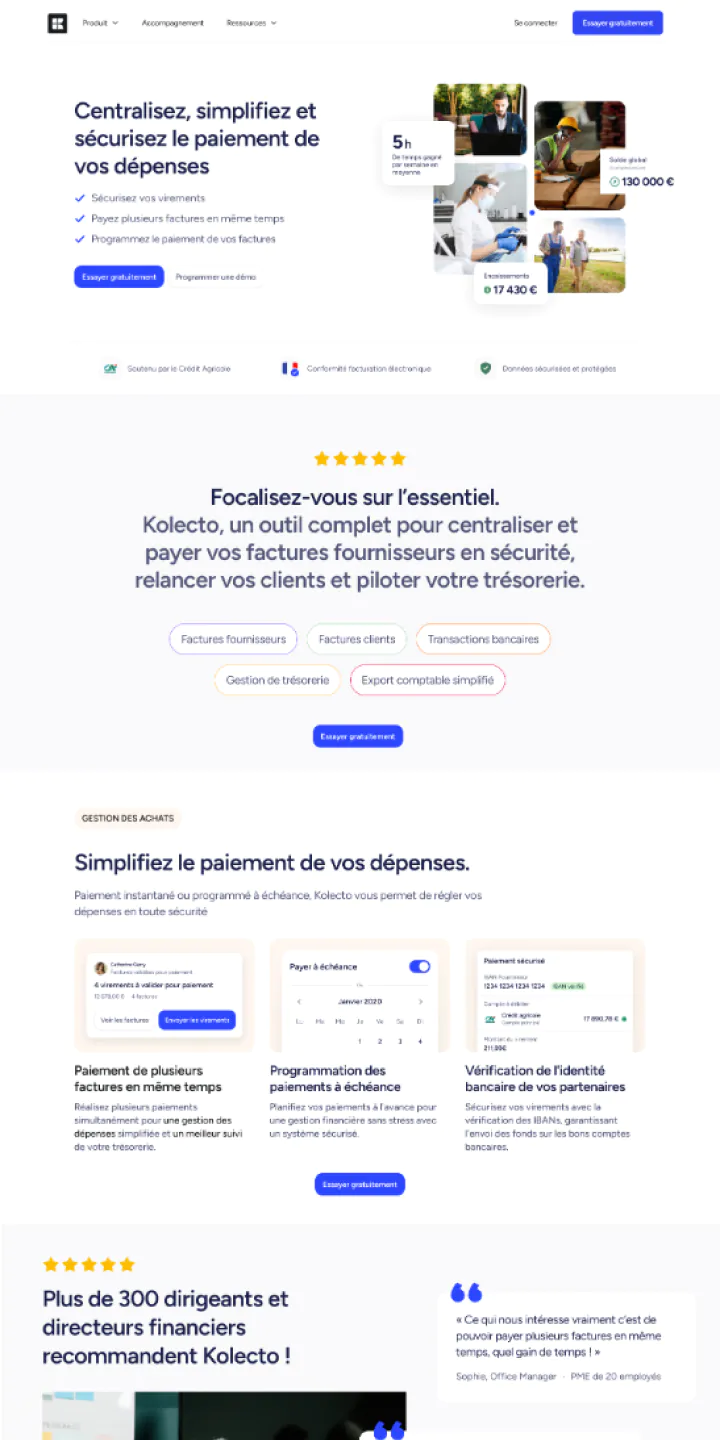 Produit
Accompagnement
Ressources
Se connecter
Essayer gratuitement
Centralisez, simplifiez et
sécurisez le paiement de
vos dépenses
Sécurisez vos virements
Payez plusieurs factures en même temps
Programmez le paiement de vos factures
Essayer gratuitement
Programmer une démo
5h
De temps gagné
par semaine en
moyenne
Solde global
130 000 €
Encaissements
17 430 €
Soutenu par le Crédit Agricole
Conformité facturation électronique
Données sécurisées et protégées
Focalisez-vous sur l’essentiel.
Kolecto, un outil complet pour centraliser et
payer vos factures fournisseurs en sécurité,
relancer vos clients et piloter votre trésorerie.
Factures fournisseurs
Factures clients
Transactions bancaires
Gestion de trésorerie
Export comptable simplifié
Essayer gratuitement
GESTION DES ACHATS
Simplifiez le paiement de vos dépenses.
Paiement instantané ou programmé à échéance, Kolecto vous permet de régler vos
dépenses en toute sécurité
Factures validées pour paiement
4 virements à valider pour paiement
4 factures
Voir les factures
Envoyer les virements
Payer à échéance
Janvier 2020
Lu Ma Me Je Ve Sa Di
1 2 3 4
Paiement sécurisé
IBAN fournisseur
1234 1234 1234 1234
IBAN vérifié
Compte à débiter
Crédit agricole
Compte principal
17 890,78 €
Montant du virement
211,99€
Paiement de plusieurs
factures en même temps
Réalisez plusieurs paiements
simultanément pour une gestion des
dépenses simplifiée et un meilleur suivi
de votre trésorerie.
Programmation des
paiements à échéance
Planifiez vos paiements à l'avance pour
une gestion financière sans stress avec
un système sécurisé.
Vérification de l'identité
bancaire de vos partenaires
Sécurisez vos virements avec la
vérification des IBANs, garantissant
l'envoi des fonds sur les bons comptes
bancaires.
Essayer gratuitement
Plus de 300 dirigeants et
directeurs financiers
recommandent Kolecto !
« Ce qui nous intéresse vraiment c’est de
pouvoir payer plusieurs factures en même
temps, quel gain de temps ! »
Sophie, Office Manager · PME de 20 employés